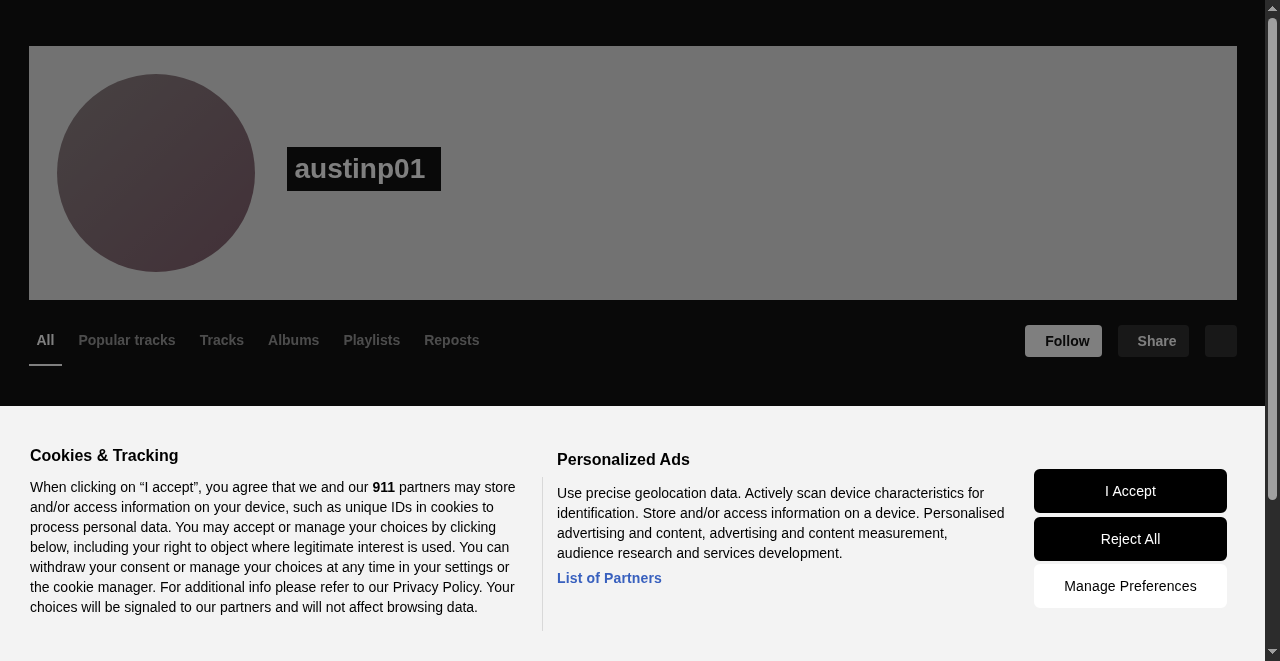 austinp01
All
Popular tracks
Tracks
Albums
Playlists
Reposts
Follow
Share
Cookies & Tracking
When clicking on “I accept”, you agree that we and our 911 partners may store
and/or access information on your device, such as unique IDs in cookies to
process personal data. You may accept or manage your choices by clicking
below, including your right to object where legitimate interest is used. You can
withdraw your consent or manage your choices at any time in your settings or
the cookie manager. For additional info please refer to our Privacy Policy. Your
choices will be signaled to our partners and will not affect browsing data.
Personalized Ads
Use precise geolocation data. Actively scan device characteristics for
identification. Store and/or access information on a device. Personalised
advertising and content, advertising and content measurement,
audience research and services development.
List of Partners
I Accept
Reject All
Manage Preferences